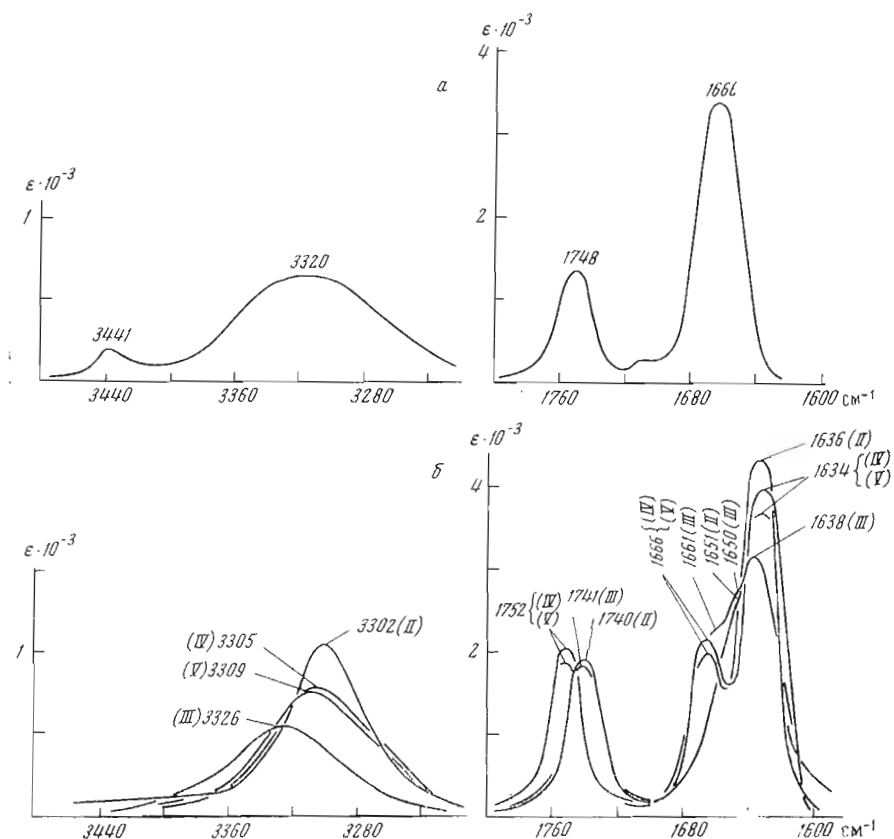 ε·10⁻³
4
а
1666
ε·10⁻³
1
3320
1748
2
3441
3440
3360
3280
1760
1680
1600
см⁻¹
б
ε·10⁻³
4
1636 (II)
1634 {(IV)
(V)
1638 (III)
1666 {(IV)
(V)
1661 (III)
1651 (II)
1650 (III)
ε·10⁻³
1
3302 (II)
(IV) 3305
(V) 3309
(III) 3326
1752 {(IV)
(V)
1741 (III)
1740 (II)
2
3440
3360
3280
1760
1680
1600
см⁻¹